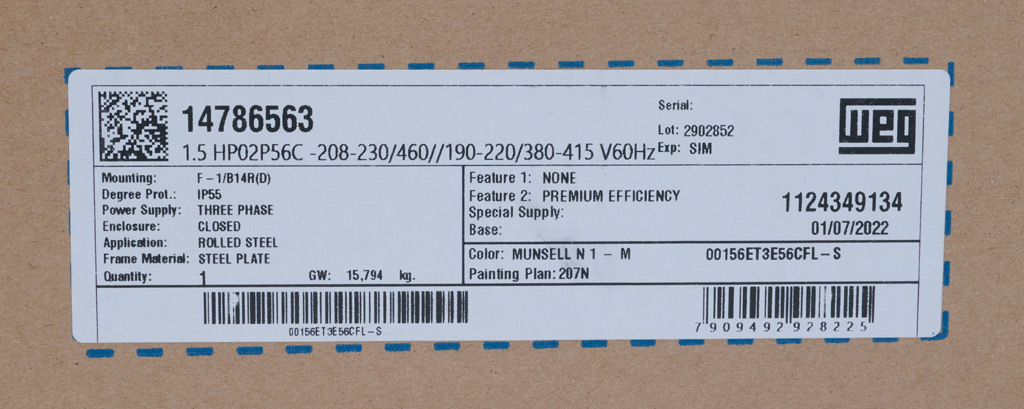 14786563
Serial:
Lot: 2902852
Exp: SIM
weg
1.5 HP02P56C -208-230/460//190-220/380-415 V60Hz
Mounting: F-1/B14R(D)
Degree Prot.: IP55
Power Supply: THREE PHASE
Enclosure: CLOSED
Application: ROLLED STEEL
Frame Material: STEEL PLATE
Quantity: 1 GW: 15,794 kg.
Feature 1: NONE
Feature 2: PREMIUM EFFICIENCY
Special Supply:
Base:
1124349134
01/07/2022
Color: MUNSELL N 1 - M 00156ET3E56CFL-S
Painting Plan: 207N
00156ET3E56CFL-S
7909492928225